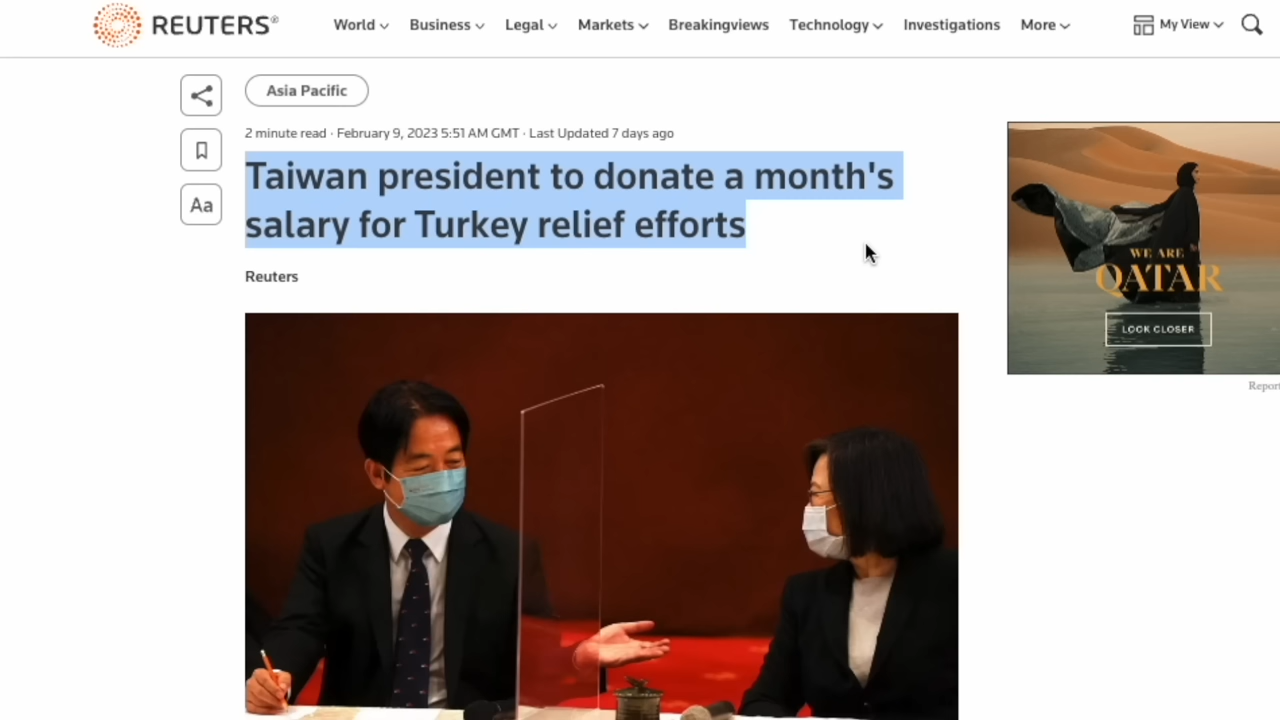 REUTERS®
World Business Legal Markets Breakingviews Technology Investigations More My View
Asia Pacific
2 minute read · February 9, 2023 5:51 AM GMT · Last Updated 7 days ago
Aa
Taiwan president to donate a month's
salary for Turkey relief efforts
Reuters
WE ARE
QATAR
LOOK CLOSER
Report